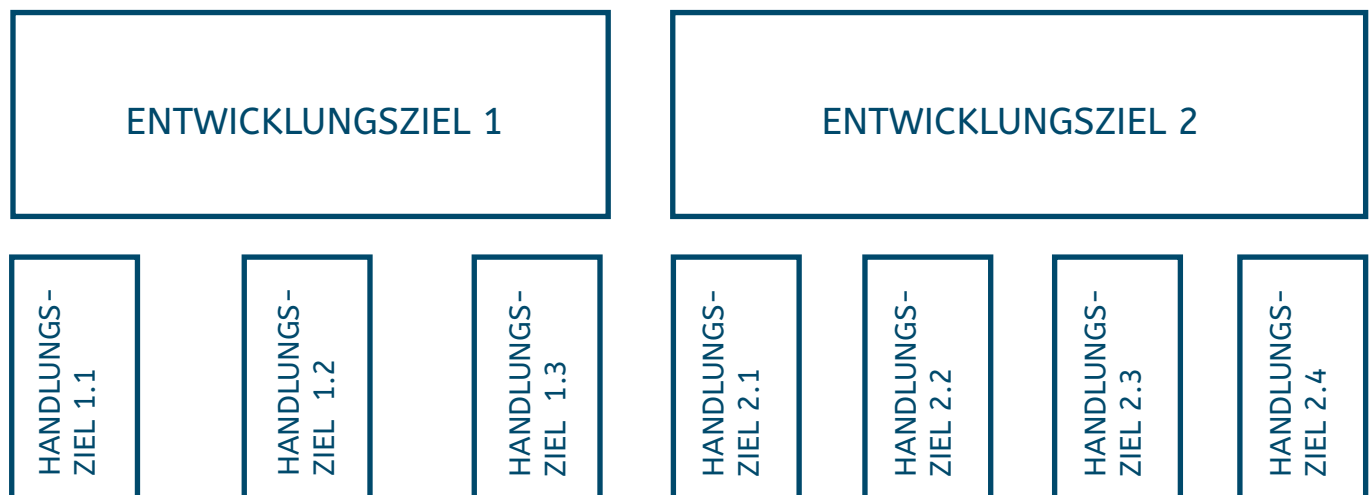 ENTWICKLUNGSZIEL 1
ENTWICKLUNGSZIEL 2
HANDLUNGS-
ZIEL 1.1
HANDLUNGS-
ZIEL 1.2
HANDLUNGS-
ZIEL 1.3
HANDLUNGS-
ZIEL 2.1
HANDLUNGS-
ZIEL 2.2
HANDLUNGS-
ZIEL 2.3
HANDLUNGS-
ZIEL 2.4